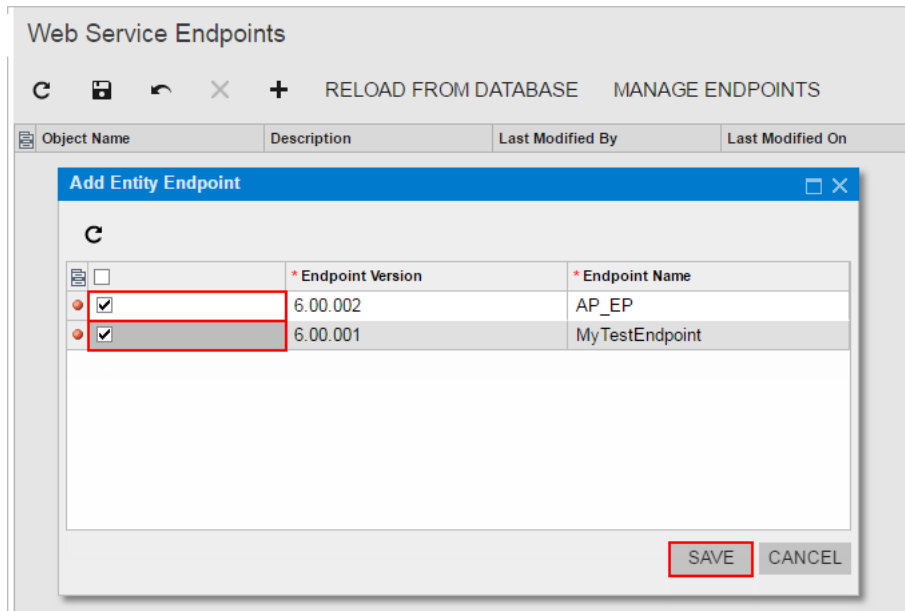 Web Service Endpoints
RELOAD FROM DATABASE MANAGE ENDPOINTS
Object Name Description Last Modified By Last Modified On
Add Entity Endpoint
* Endpoint Version * Endpoint Name
6.00.002 AP_EP
6.00.001 MyTestEndpoint
SAVE CANCEL